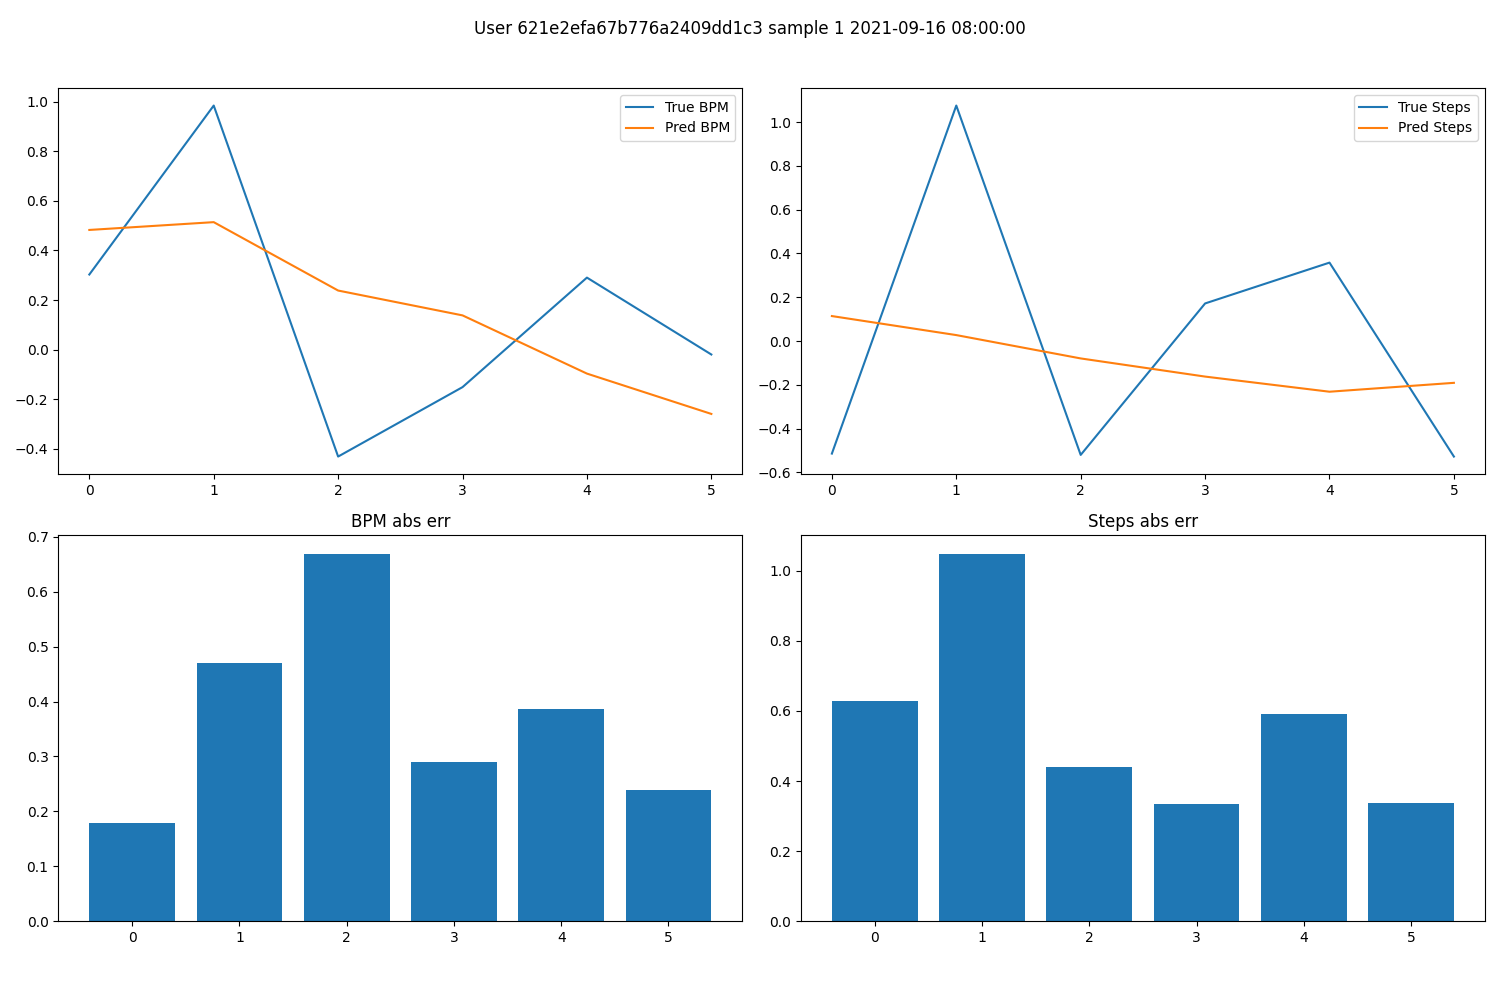 User 621e2efa67b776a2409dd1c3 sample 1 2021-09-16 08:00:00
1.0
0.8
0.6
0.4
0.2
0.0
−0.2
−0.4
0 1 2 3 4 5
True BPM
Pred BPM
1.0
0.8
0.6
0.4
0.2
0.0
−0.2
−0.4
−0.6
0 1 2 3 4 5
True Steps
Pred Steps
BPM abs err
0.7
0.6
0.5
0.4
0.3
0.2
0.1
0.0
0 1 2 3 4 5
Steps abs err
1.0
0.8
0.6
0.4
0.2
0.0
0 1 2 3 4 5